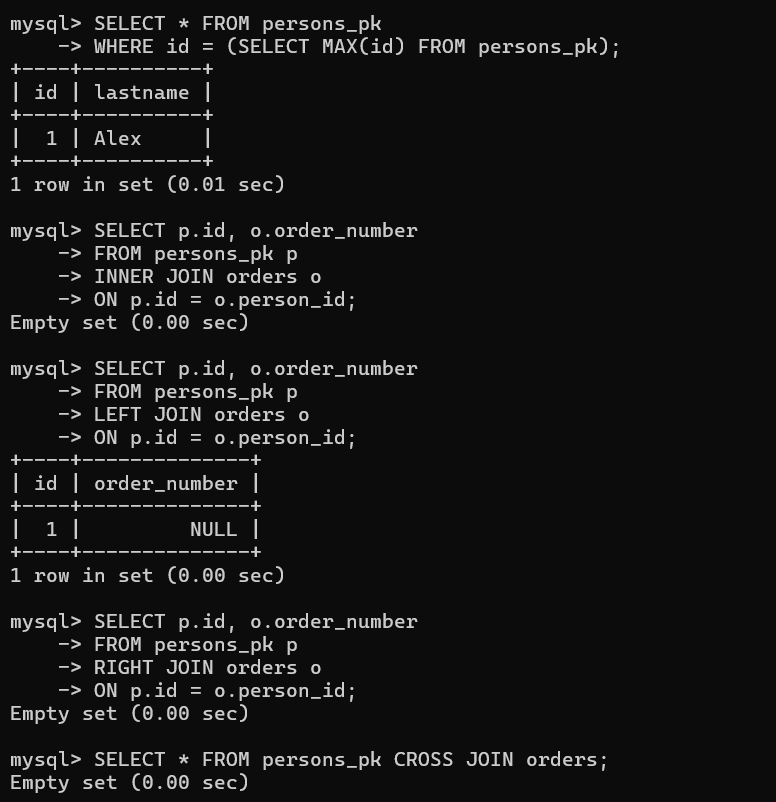 mysql> SELECT * FROM persons_pk
    -> WHERE id = (SELECT MAX(id) FROM persons_pk);
+----+----------+
| id | lastname |
+----+----------+
|  1 | Alex     |
+----+----------+
1 row in set (0.01 sec)

mysql> SELECT p.id, o.order_number
    -> FROM persons_pk p
    -> INNER JOIN orders o
    -> ON p.id = o.person_id;
Empty set (0.00 sec)

mysql> SELECT p.id, o.order_number
    -> FROM persons_pk p
    -> LEFT JOIN orders o
    -> ON p.id = o.person_id;
+----+--------------+
| id | order_number |
+----+--------------+
|  1 |         NULL |
+----+--------------+
1 row in set (0.00 sec)

mysql> SELECT p.id, o.order_number
    -> FROM persons_pk p
    -> RIGHT JOIN orders o
    -> ON p.id = o.person_id;
Empty set (0.00 sec)

mysql> SELECT * FROM persons_pk CROSS JOIN orders;
Empty set (0.00 sec)